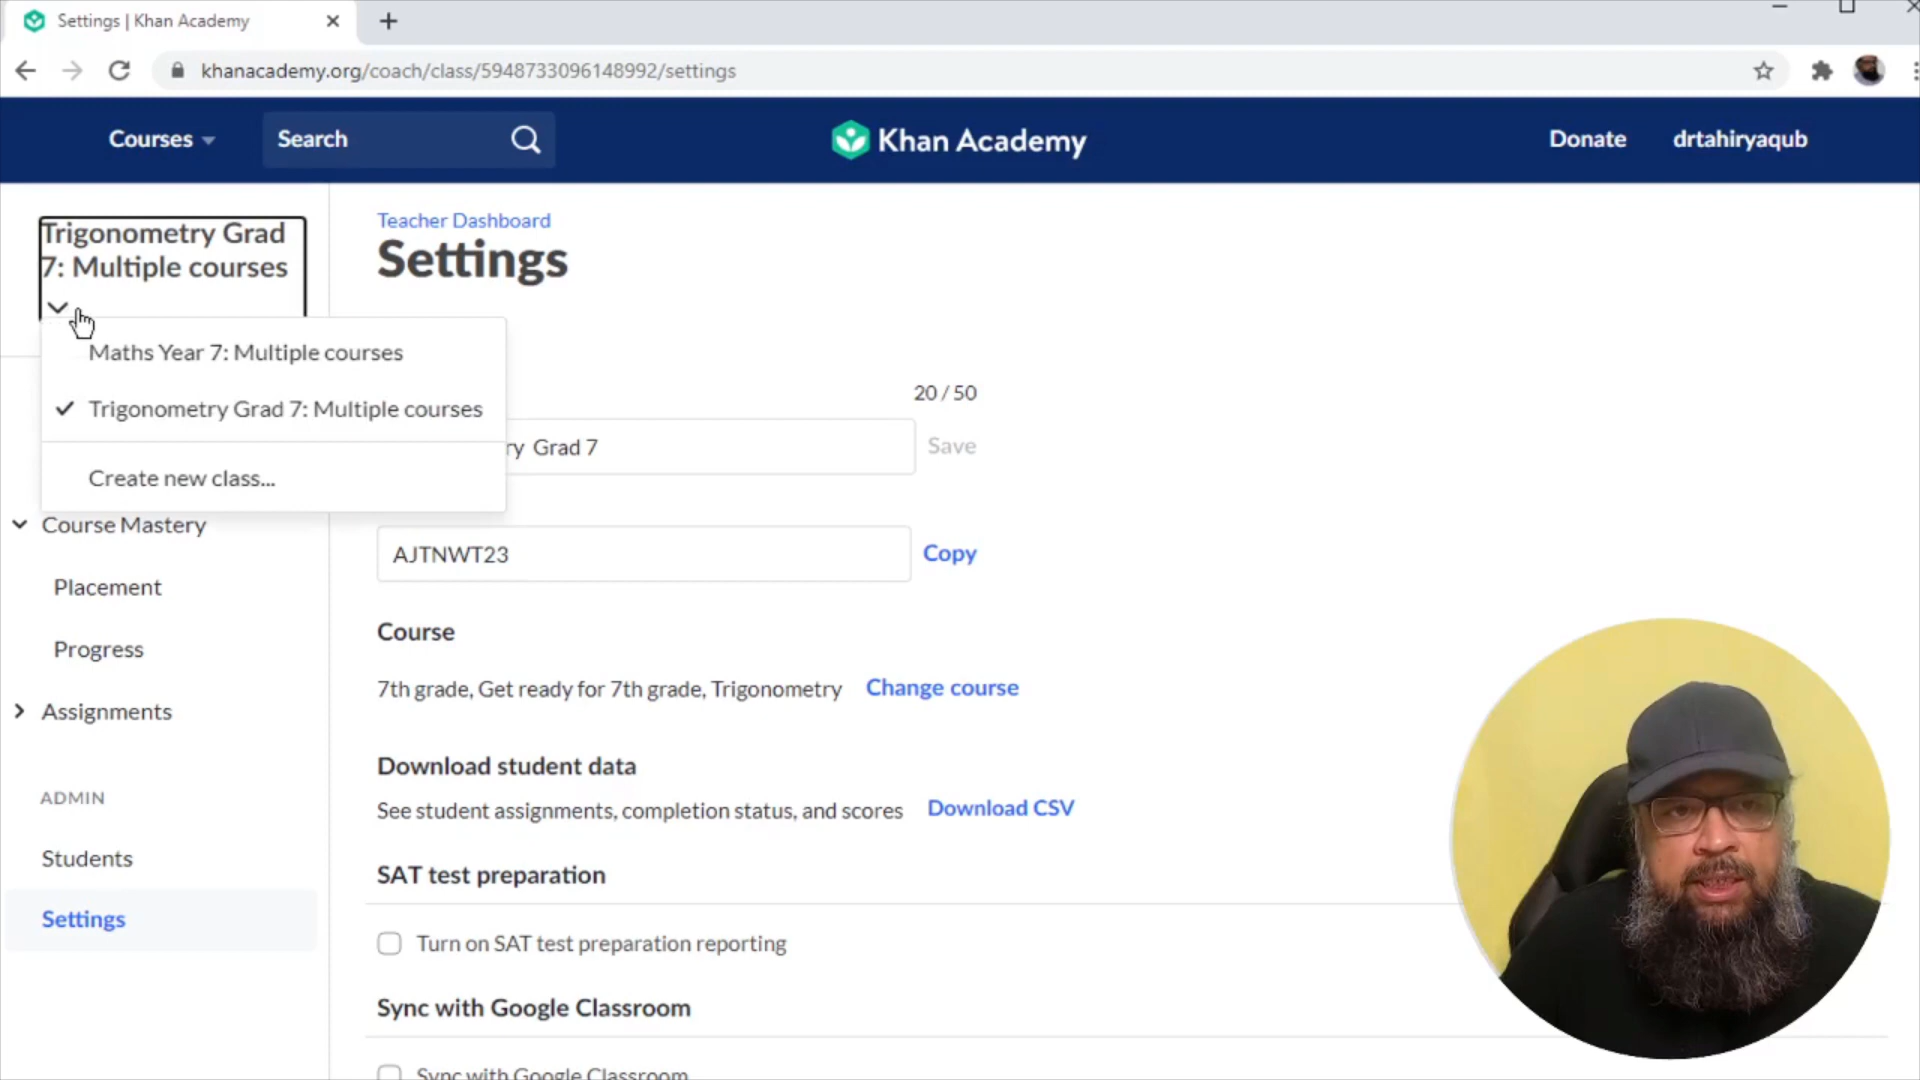 Settings | Khan Academy
khanacademy.org/coach/class/5948733096148992/settings
Courses
Search
Khan Academy
Donate
drtahiryaqub
Trigonometry Grad
7: Multiple courses
Maths Year 7: Multiple courses
Trigonometry Grad 7: Multiple courses
Create new class...
Course Mastery
Placement
Progress
Assignments
ADMIN
Students
Settings
Teacher Dashboard
Settings
20 / 50
ry Grad 7
Save
AJTNWT23
Copy
Course
7th grade, Get ready for 7th grade, Trigonometry
Change course
Download student data
See student assignments, completion status, and scores
Download CSV
SAT test preparation
Turn on SAT test preparation reporting
Sync with Google Classroom
Sync with Google Classroom